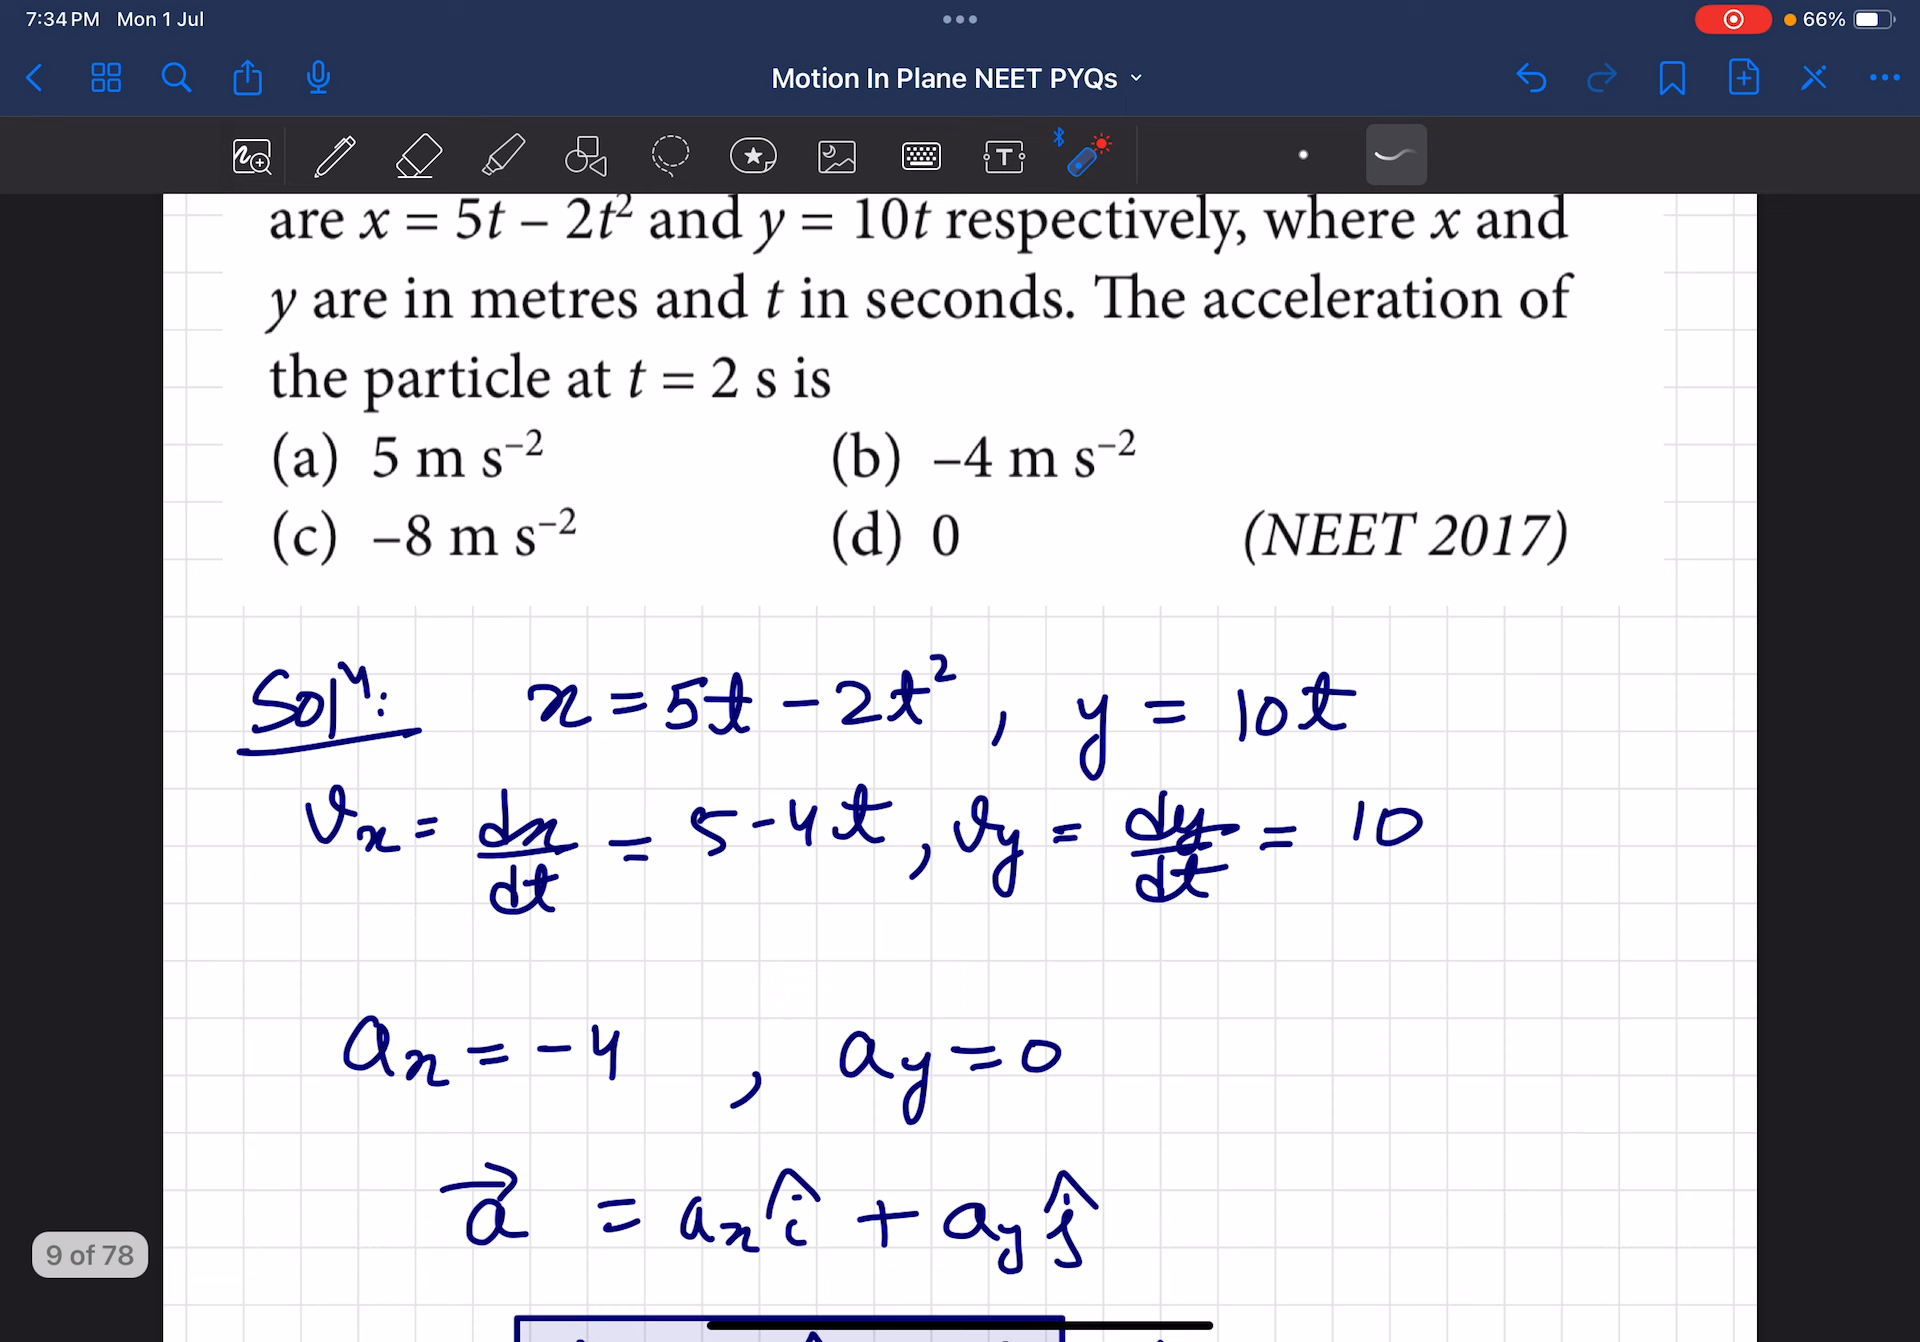 7:34 PM Mon 1 Jul
66%
Motion In Plane NEET PYQs
are x = 5t – 2t² and y = 10t respectively, where x and
y are in metres and t in seconds. The acceleration of
the particle at t = 2 s is
(a) 5 m s⁻² (b) –4 m s⁻²
(c) –8 m s⁻² (d) 0 (NEET 2017)
Solⁿ: x = 5t - 2t² , y = 10t
vₓ = dx/dt = 5-4t , v_y = dy/dt = 10
aₓ = -4 , a_y = 0
a⃗ = aₓ î + a_y ĵ
9 of 78